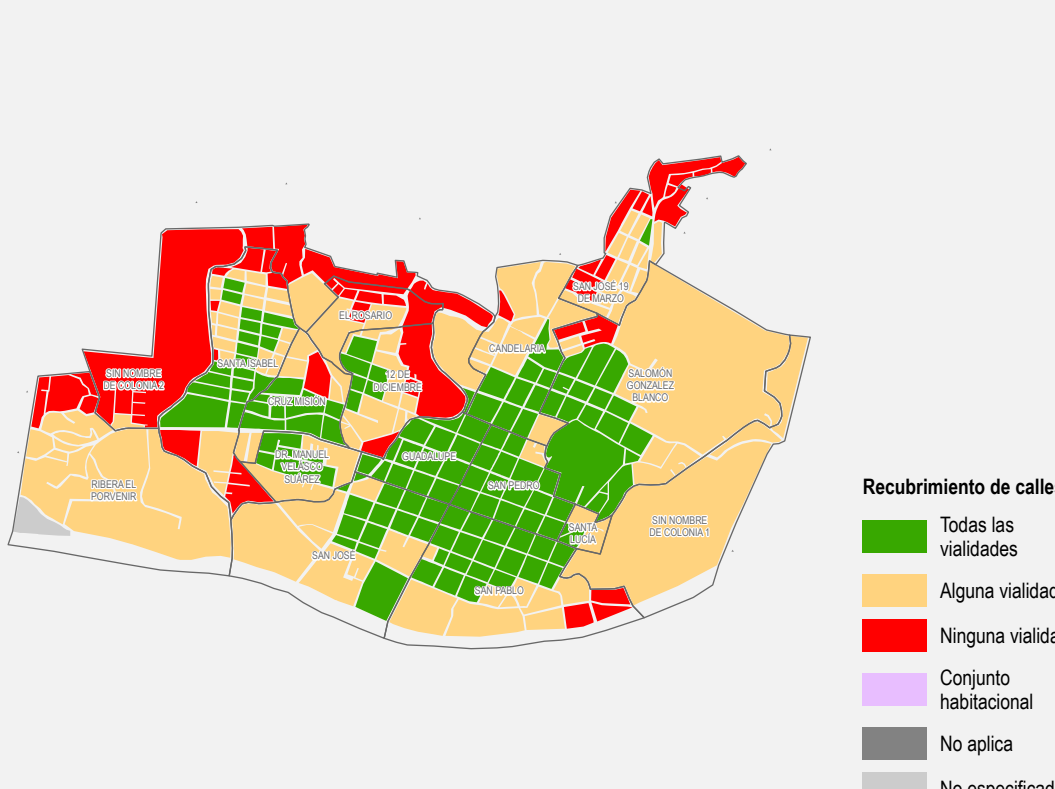 SAN JOSÉ 19
DE MARZO
EL ROSARIO
CANDELARIA
SANTA ISABEL
SIN NOMBRE
DE COLONIA 2
12 DE
DICIEMBRE
SALOMÓN
GONZÁLEZ
BLANCO
CRUZ MISIÓN
DR. MANUEL
VELASCO
SUÁREZ
GUADALUPE
RIBERA EL
PORVENIR
SAN PEDRO
SANTA
LUCÍA
SIN NOMBRE
DE COLONIA 1
SAN JOSÉ
SAN PABLO
Recubrimiento de calle
Todas las
vialidades
Alguna vialidad
Ninguna vialida
Conjunto
habitacional
No aplica
No especificad